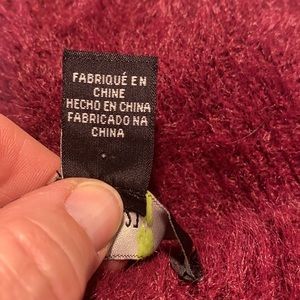 FABRIQUÉ EN
CHINE
HECHO EN CHINA
FABRICADO NA
CHINA